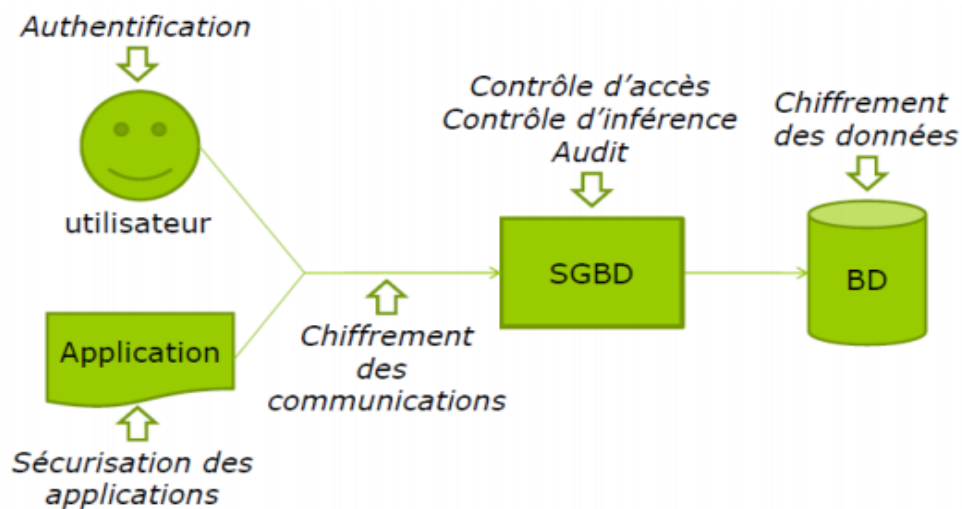 Authentification
utilisateur
Application
Sécurisation des
applications
Chiffrement
des
communications
Contrôle d'accès
Contrôle d'inférence
Audit
SGBD
Chiffrement
des données
BD